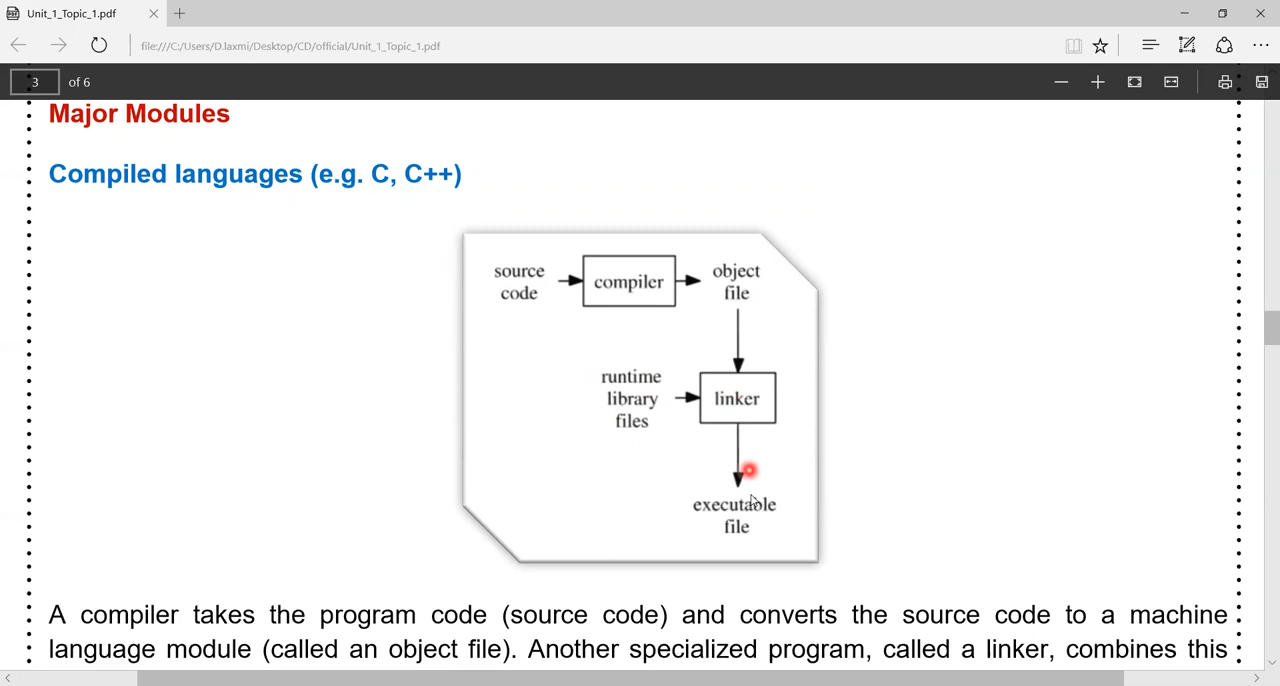 Unit_1_Topic_1.pdf
file:///C:/Users/D.laxmi/Desktop/CD/official/Unit_1_Topic_1.pdf
3 of 6
Major Modules
Compiled languages (e.g. C, C++)
source
code
compiler
object
file
runtime
library
files
linker
executable
file
A compiler takes the program code (source code) and converts the source code to a machine
language module (called an object file). Another specialized program, called a linker, combines this